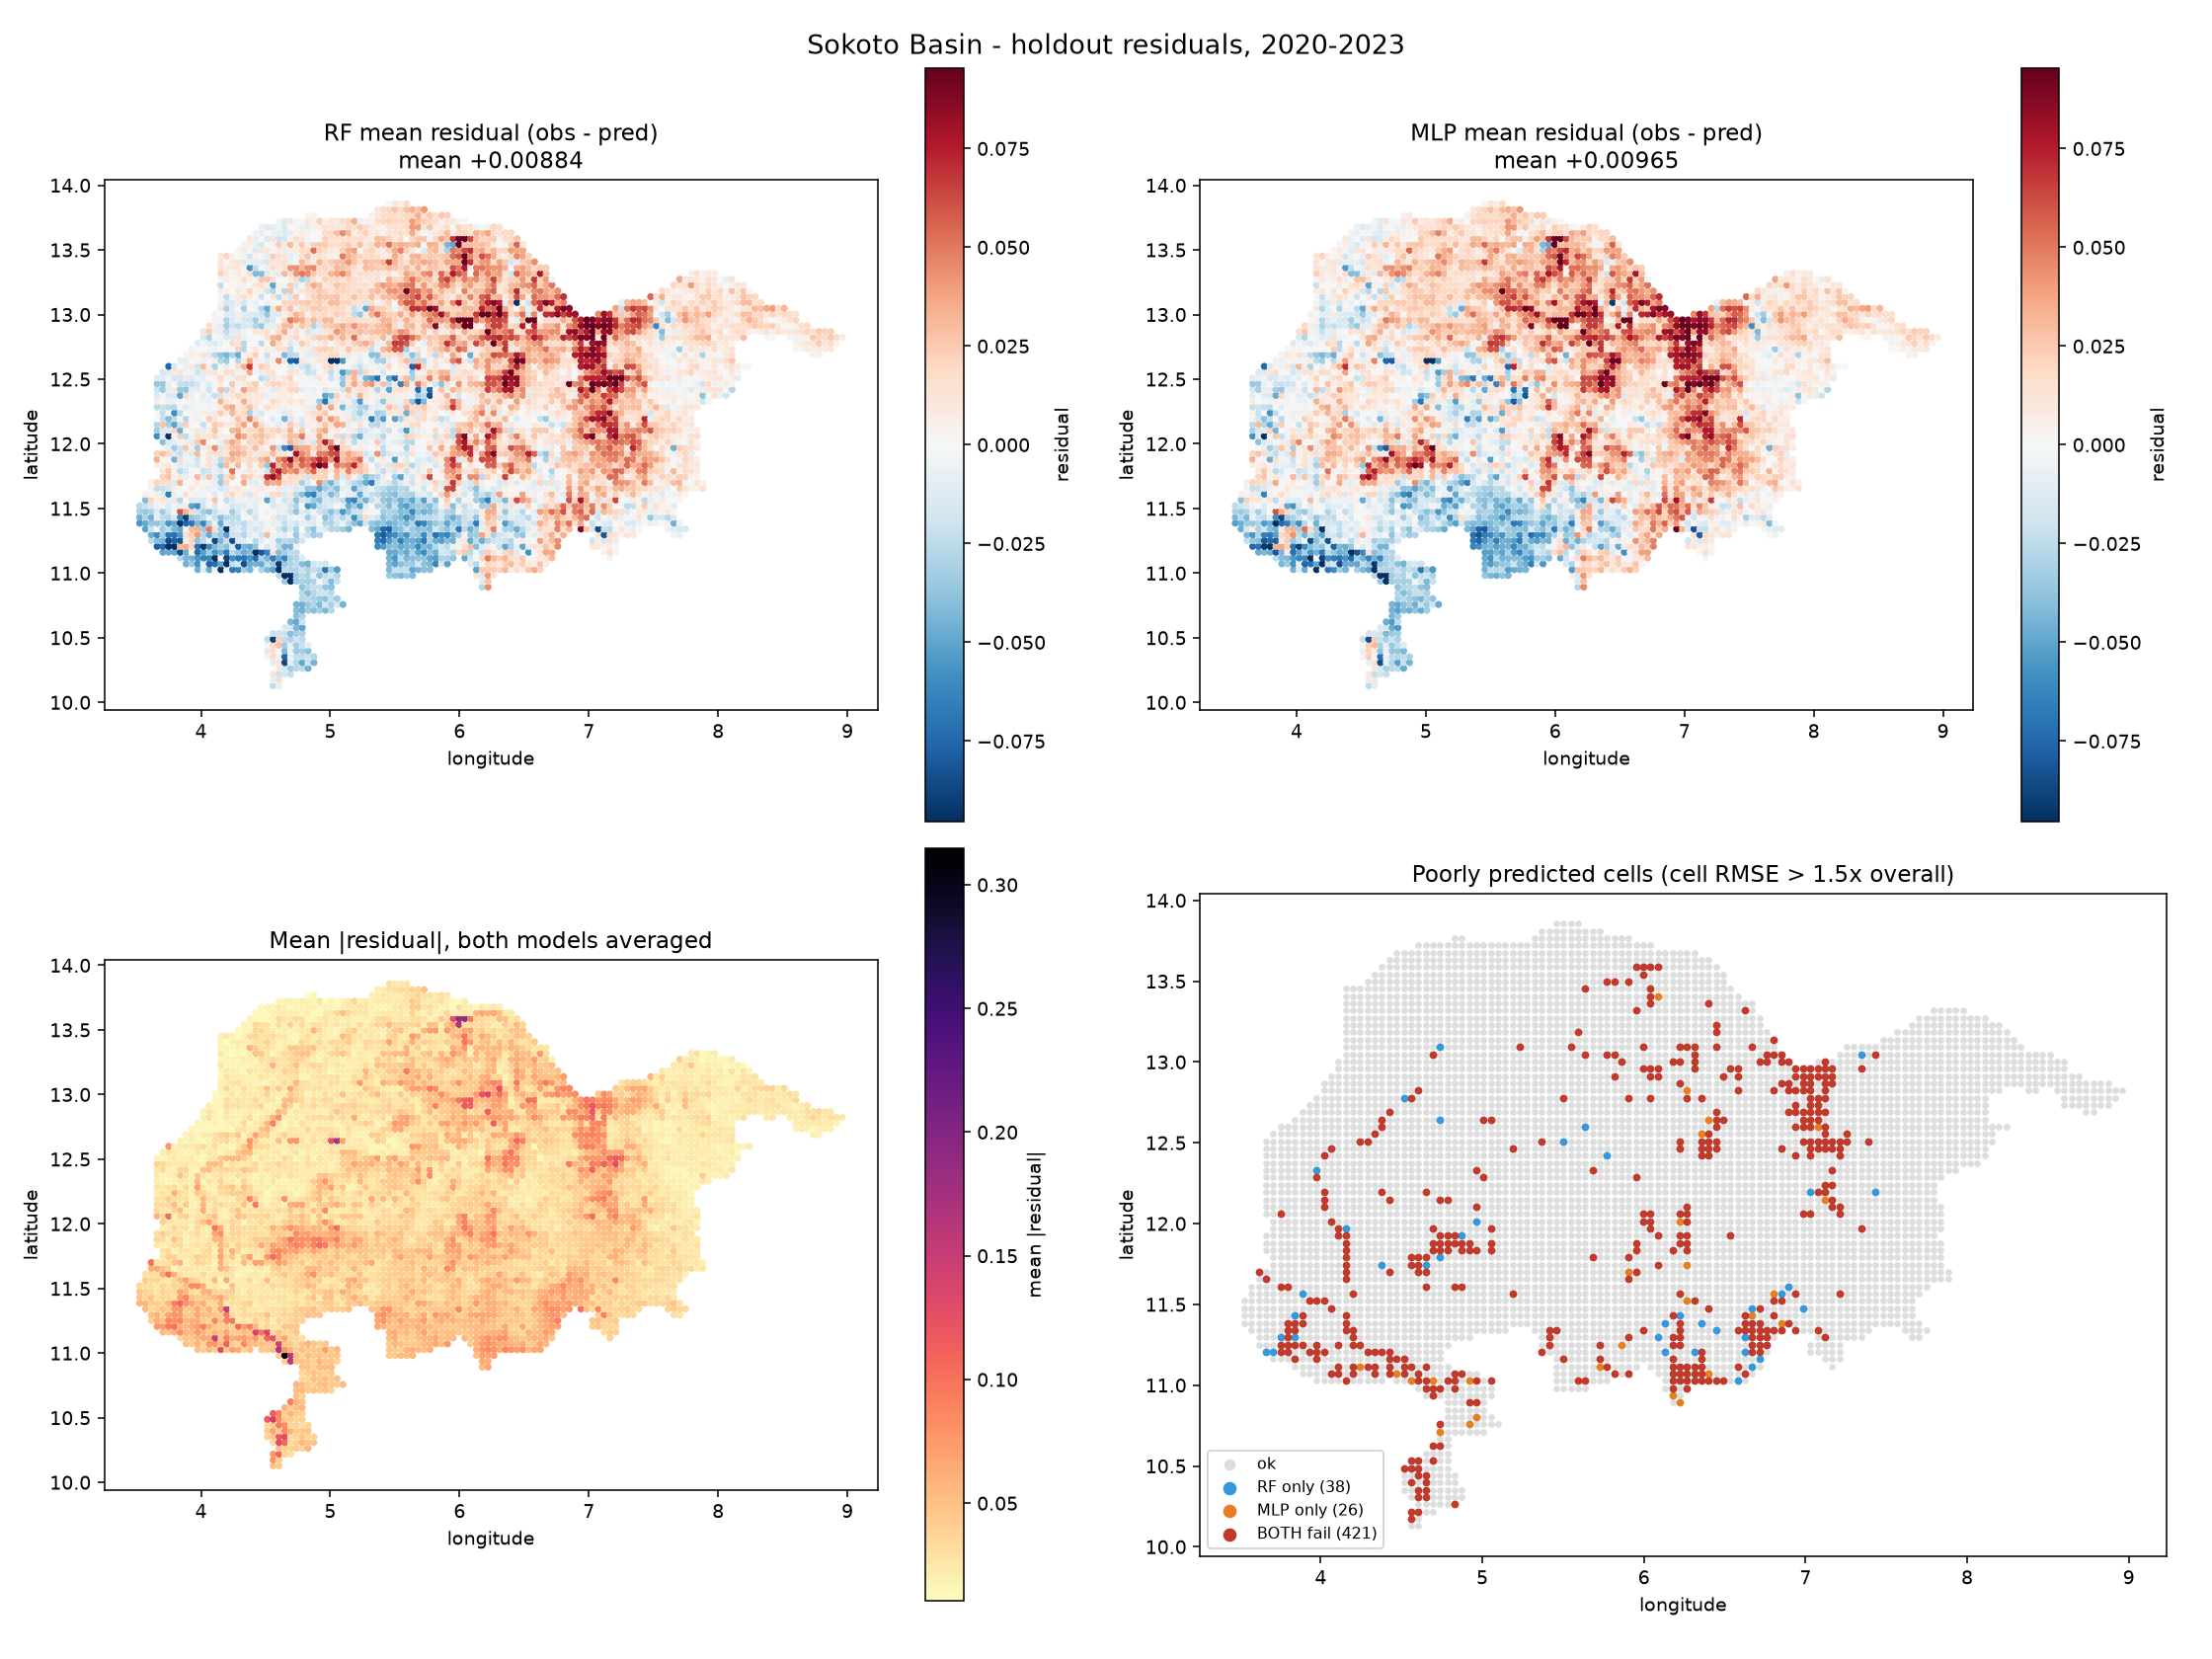 Sokoto Basin - holdout residuals, 2020-2023
RF mean residual (obs - pred)
mean +0.00884
14.0
13.5
13.0
12.5
12.0
11.5
11.0
10.5
10.0
latitude
4 5 6 7 8 9
longitude
0.075
0.050
0.025
0.000
−0.025
−0.050
−0.075
residual
MLP mean residual (obs - pred)
mean +0.00965
14.0
13.5
13.0
12.5
12.0
11.5
11.0
10.5
10.0
latitude
4 5 6 7 8 9
longitude
0.075
0.050
0.025
0.000
−0.025
−0.050
−0.075
residual
Mean |residual|, both models averaged
14.0
13.5
13.0
12.5
12.0
11.5
11.0
10.5
10.0
latitude
4 5 6 7 8 9
longitude
0.30
0.25
0.20
0.15
0.10
0.05
mean |residual|
Poorly predicted cells (cell RMSE > 1.5x overall)
14.0
13.5
13.0
12.5
12.0
11.5
11.0
10.5
10.0
latitude
ok
RF only (38)
MLP only (26)
BOTH fail (421)
4 5 6 7 8 9
longitude